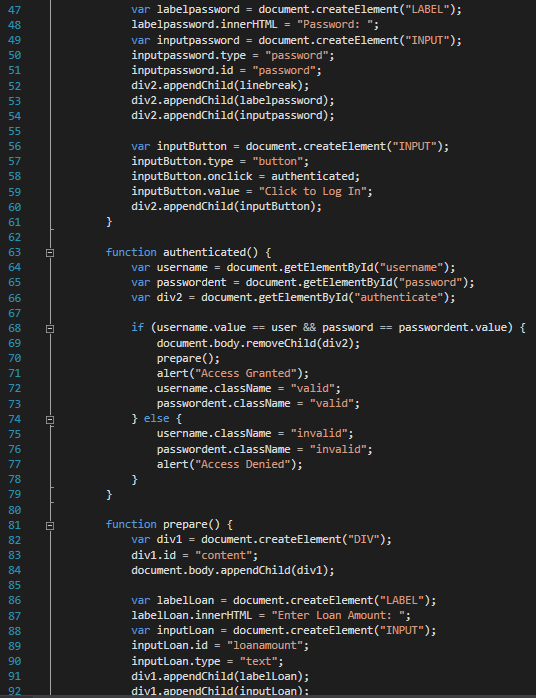 47 var labelpassword = document.createElement("LABEL");
48 labelpassword.innerHTML = "Password: ";
49 var inputpassword = document.createElement("INPUT");
50 inputpassword.type = "password";
51 inputpassword.id = "password";
52 div2.appendChild(linebreak);
53 div2.appendChild(labelpassword);
54 div2.appendChild(inputpassword);
55
56 var inputButton = document.createElement("INPUT");
57 inputButton.type = "button";
58 inputButton.onclick = authenticated;
59 inputButton.value = "Click to Log In";
60 div2.appendChild(inputButton);
61 }
62
63 function authenticated() {
64 var username = document.getElementById("username");
65 var passwordent = document.getElementById("password");
66 var div2 = document.getElementById("authenticate");
67
68 if (username.value == user && password == passwordent.value) {
69 document.body.removeChild(div2);
70 prepare();
71 alert("Access Granted");
72 username.className = "valid";
73 passwordent.className = "valid";
74 } else {
75 username.className = "invalid";
76 passwordent.className = "invalid";
77 alert("Access Denied");
78 }
79 }
80
81 function prepare() {
82 var div1 = document.createElement("DIV");
83 div1.id = "content";
84 document.body.appendChild(div1);
85
86 var labelLoan = document.createElement("LABEL");
87 labelLoan.innerHTML = "Enter Loan Amount: ";
88 var inputLoan = document.createElement("INPUT");
89 inputLoan.id = "loanamount";
90 inputLoan.type = "text";
91 div1.appendChild(labelLoan);
92 div1.appendChild(inputLoan);